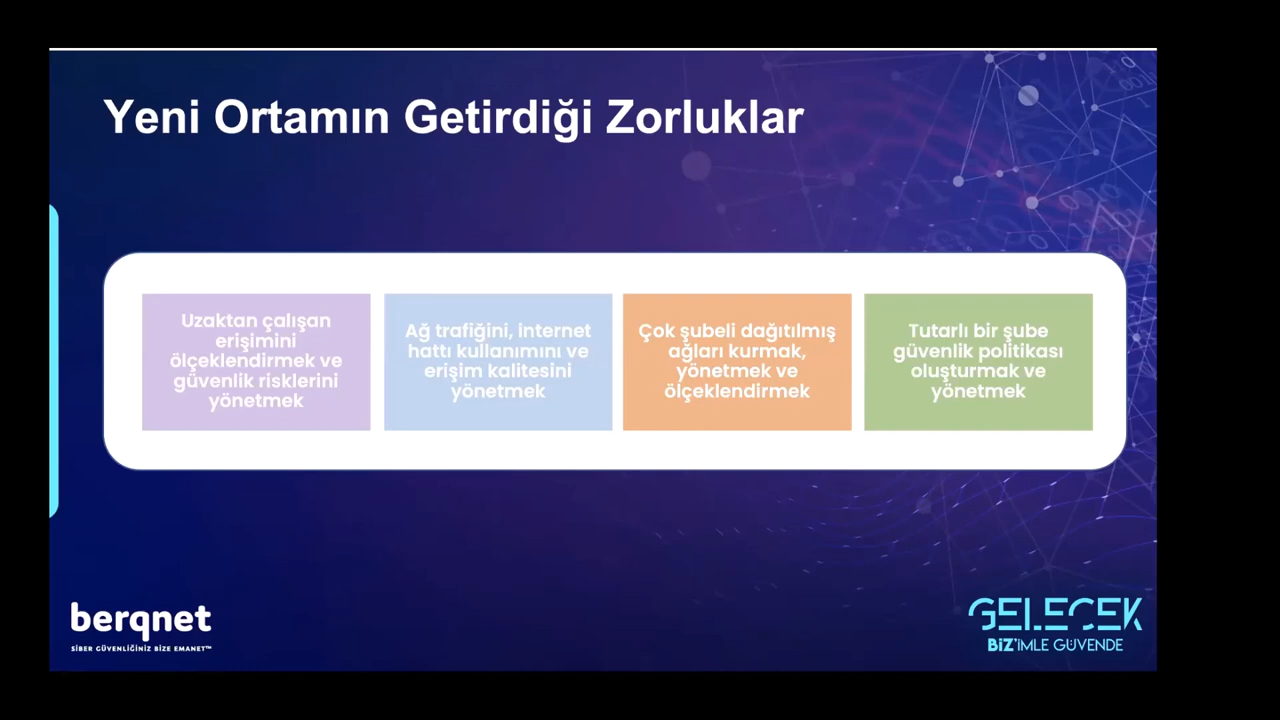 Yeni Ortamın Getirdiği Zorluklar
Uzaktan çalışan
erişimini
ölçeklendirmek ve
güvenlik risklerini
yönetmek
Ağ trafiğini, internet
hattı kullanımını ve
erişim kalitesini
yönetmek
Çok şubeli dağıtılmış
ağları kurmak,
yönetmek ve
ölçeklendirmek
Tutarlı bir şube
güvenlik politikası
oluşturmak ve
yönetmek
berqnet
SİBER GÜVENLİĞİNİZ BİZE EMANET™
GELECEK
BİZ'İMLE GÜVENDE